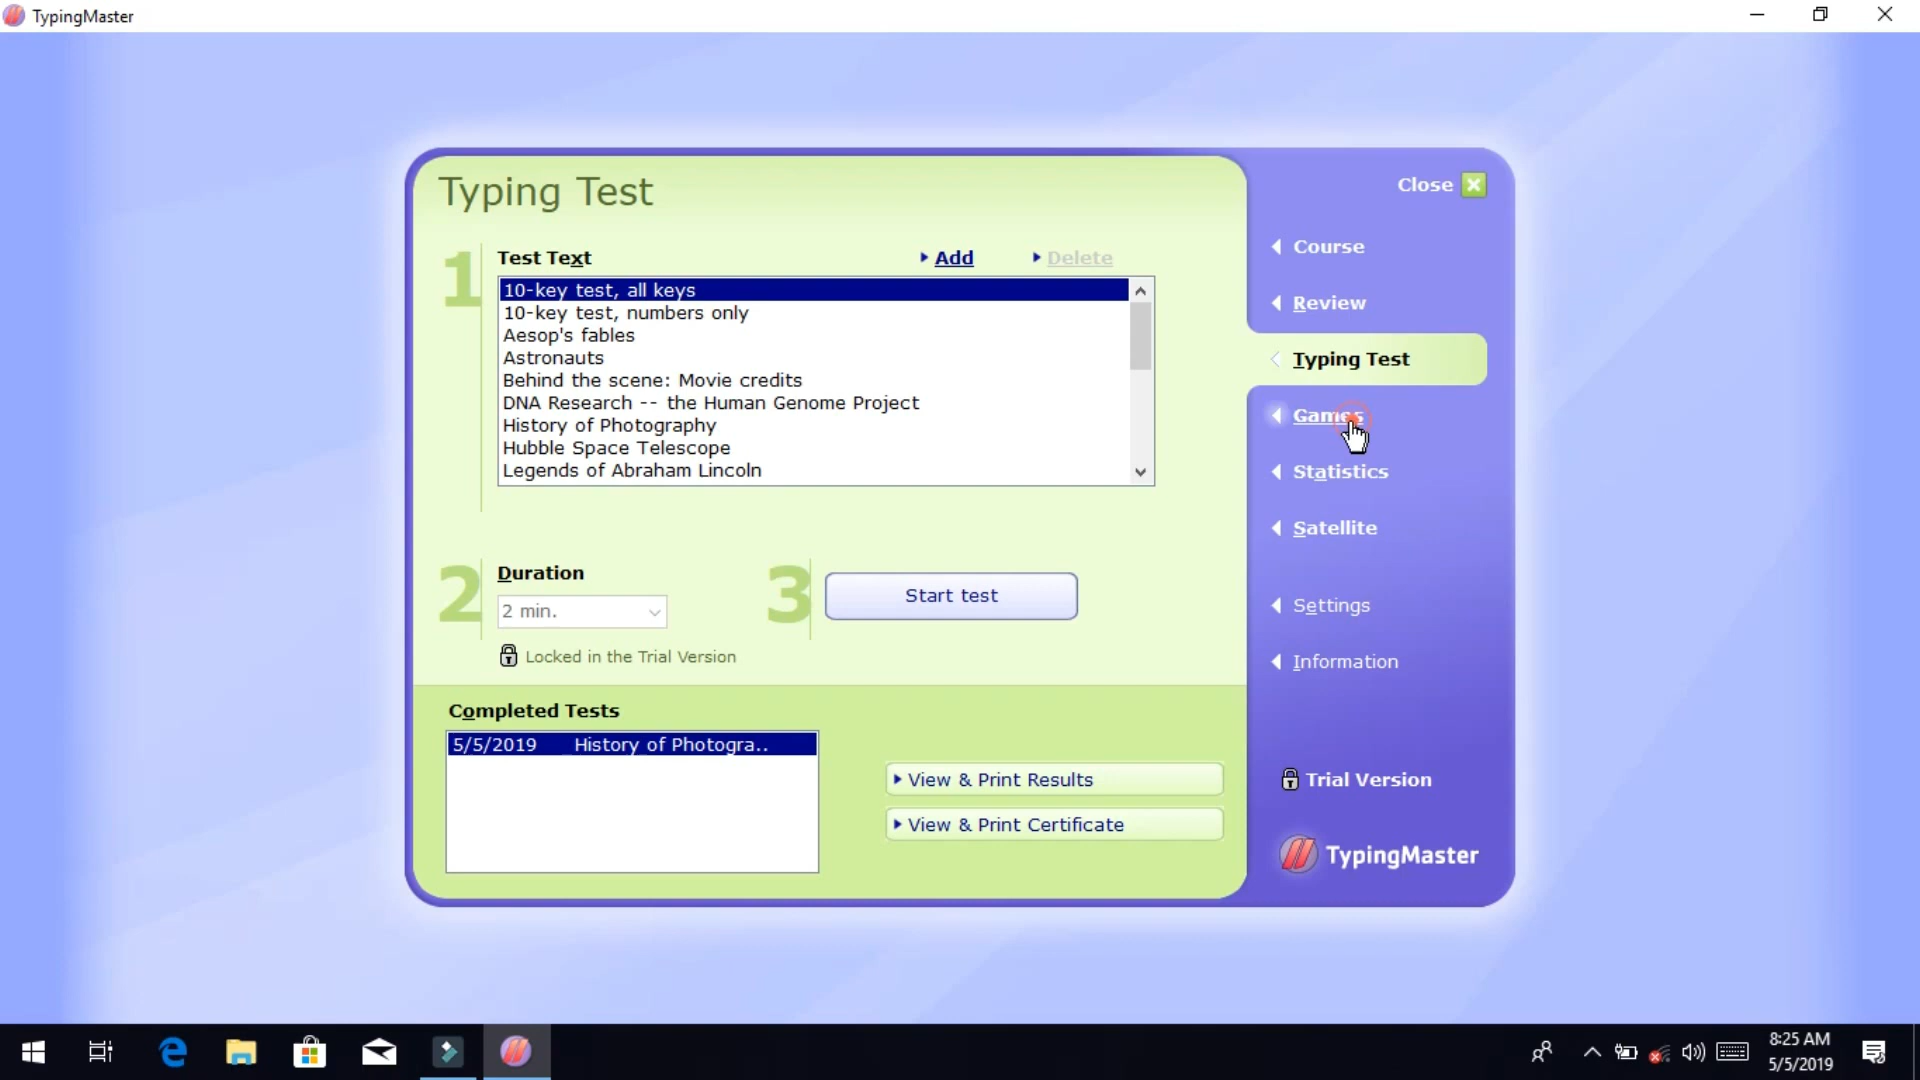 TypingMaster
Typing Test
Close
1
Test Text
Add
Delete
10-key test, all keys
10-key test, numbers only
Aesop's fables
Astronauts
Behind the scene: Movie credits
DNA Research -- the Human Genome Project
History of Photography
Hubble Space Telescope
Legends of Abraham Lincoln
2
Duration
2 min.
Locked in the Trial Version
3
Start test
Completed Tests
5/5/2019 _History of Photogra..
View & Print Results
View & Print Certificate
Course
Review
Typing Test
Games
Statistics
Satellite
Settings
Information
Trial Version
TypingMaster
8:25 AM
5/5/2019